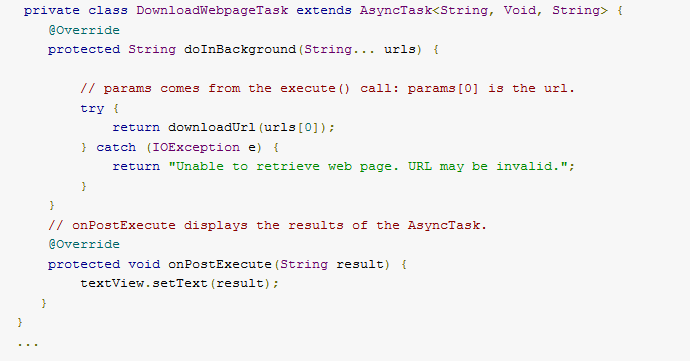 private class DownloadWebpageTask extends AsyncTask<String, Void, String> {
@Override
protected String doInBackground(String... urls) {
// params comes from the execute() call: params[0] is the url.
try {
return downloadUrl(urls[0]);
} catch (IOException e) {
return "Unable to retrieve web page. URL may be invalid.";
}
}
// onPostExecute displays the results of the AsyncTask.
@Override
protected void onPostExecute(String result) {
textView.setText(result);
}
}
...